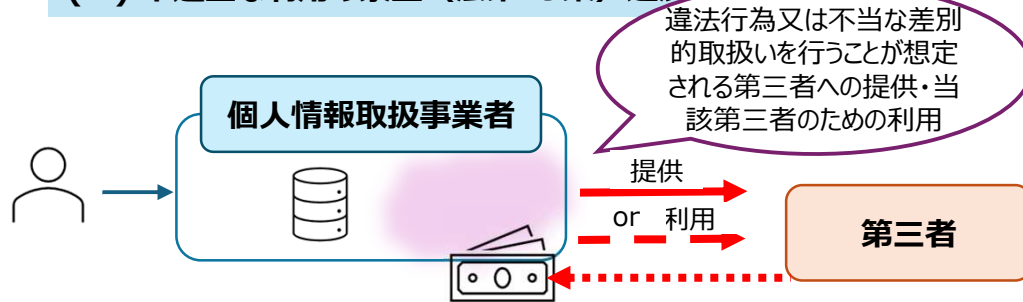 違法行為又は不当な差別
的取扱いを行うことが想定
される第三者への提供・当
該第三者のための利用
個人情報取扱事業者
提供
or 利用
第三者